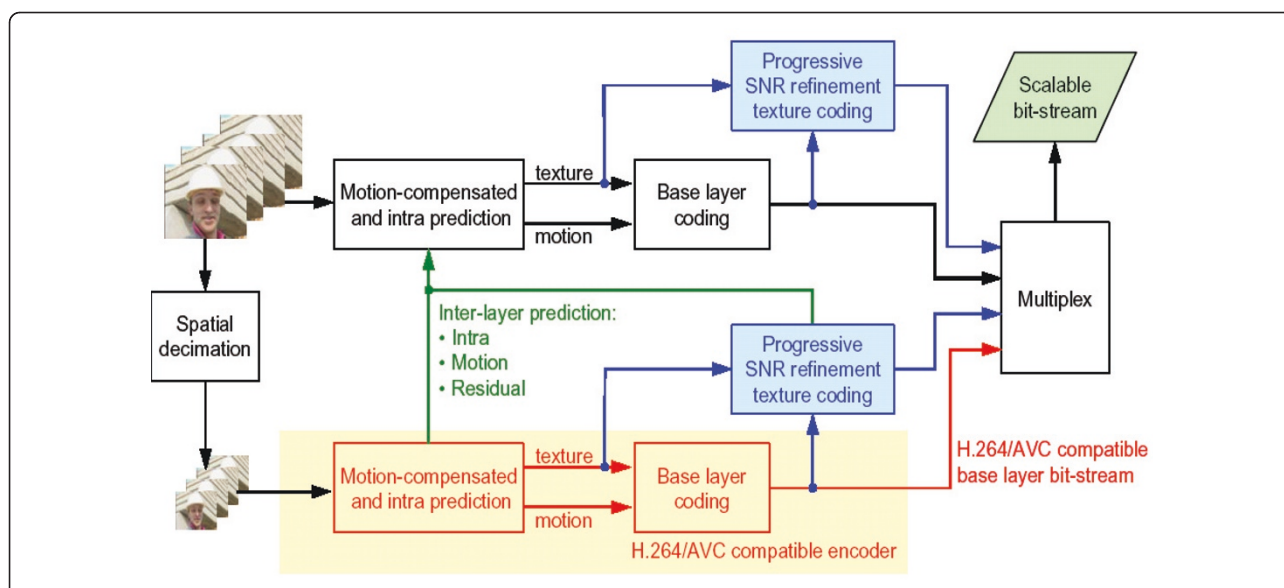 Progressive
SNR refinement
texture coding
Scalable
bit-stream
Motion-compensated
and intra prediction
texture
motion
Base layer
coding
Multiplex
Spatial
decimation
Inter-layer prediction:
• Intra
• Motion
• Residual
Progressive
SNR refinement
texture coding
H.264/AVC compatible
base layer bit-stream
Motion-compensated
and intra prediction
texture
motion
Base layer
coding
H.264/AVC compatible encoder